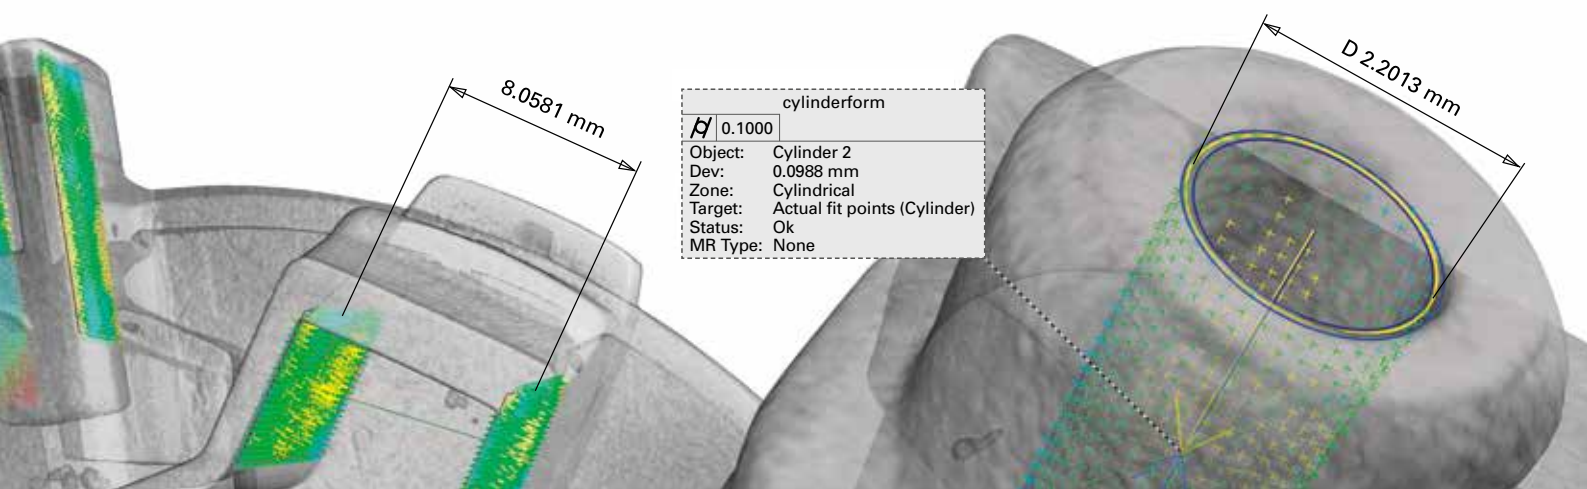 8.0581 mm
cylinderform
0.1000
Object: Cylinder 2
Dev: 0.0988 mm
Zone: Cylindrical
Target: Actual fit points (Cylinder)
Status: Ok
MR Type: None
D 2.2013 mm